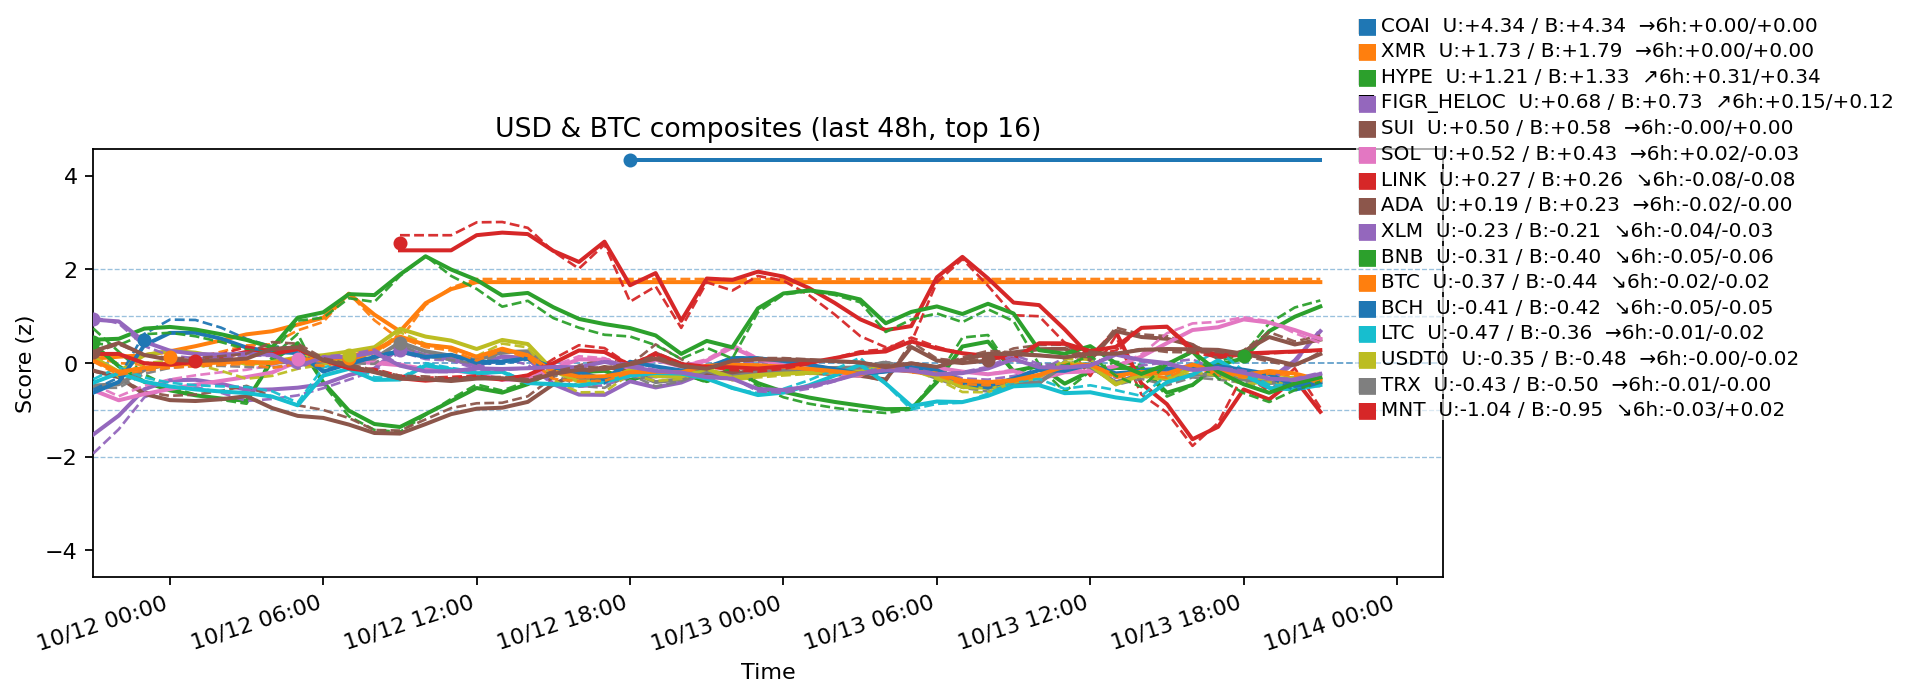 COAI  U:+4.34 / B:+4.34  →6h:+0.00/+0.00
XMR  U:+1.73 / B:+1.79  →6h:+0.00/+0.00
HYPE  U:+1.21 / B:+1.33  ↗6h:+0.31/+0.34
FIGR_HELOC  U:+0.68 / B:+0.73  ↗6h:+0.15/+0.12
SUI  U:+0.50 / B:+0.58  →6h:-0.00/+0.00
SOL  U:+0.52 / B:+0.43  →6h:+0.02/-0.03
LINK  U:+0.27 / B:+0.26  ↘6h:-0.08/-0.08
ADA  U:+0.19 / B:+0.23  →6h:-0.02/-0.00
XLM  U:-0.23 / B:-0.21  ↘6h:-0.04/-0.03
BNB  U:-0.31 / B:-0.40  ↘6h:-0.05/-0.06
BTC  U:-0.37 / B:-0.44  ↘6h:-0.02/-0.02
BCH  U:-0.41 / B:-0.42  ↘6h:-0.05/-0.05
LTC  U:-0.47 / B:-0.36  →6h:-0.01/-0.02
USDT0  U:-0.35 / B:-0.48  →6h:-0.00/-0.02
TRX  U:-0.43 / B:-0.50  →6h:-0.01/-0.00
MNT  U:-1.04 / B:-0.95  ↘6h:-0.03/+0.02
USD & BTC composites (last 48h, top 16)
Score (z)
4
2
0
−2
−4
10/12 00:00
10/12 06:00
10/12 12:00
10/12 18:00
10/13 00:00
10/13 06:00
10/13 12:00
10/13 18:00
10/14 00:00
Time